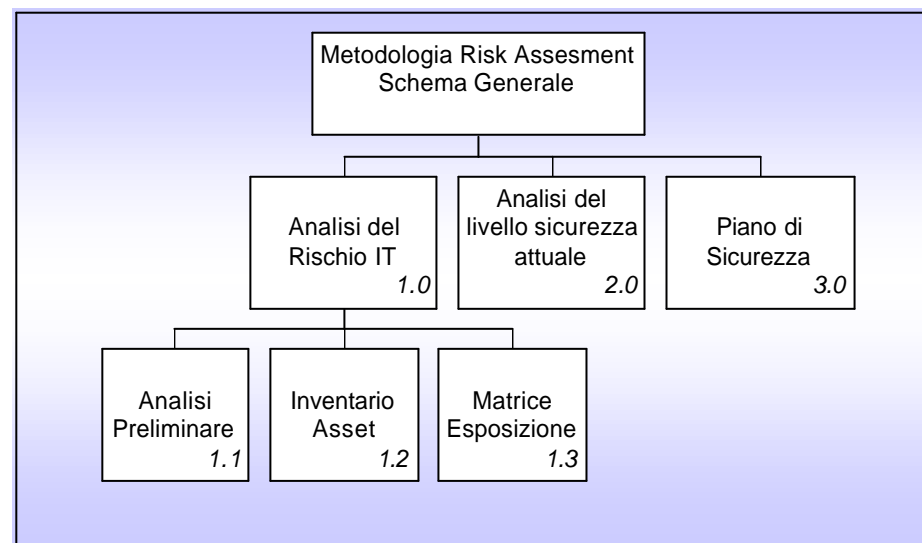 Metodologia Risk Assesment
Schema Generale
Analisi del
Rischio IT
1.0
Analisi del
livello sicurezza
attuale
2.0
Piano di
Sicurezza
3.0
Analisi
Preliminare
1.1
Inventario
Asset
1.2
Matrice
Esposizione
1.3